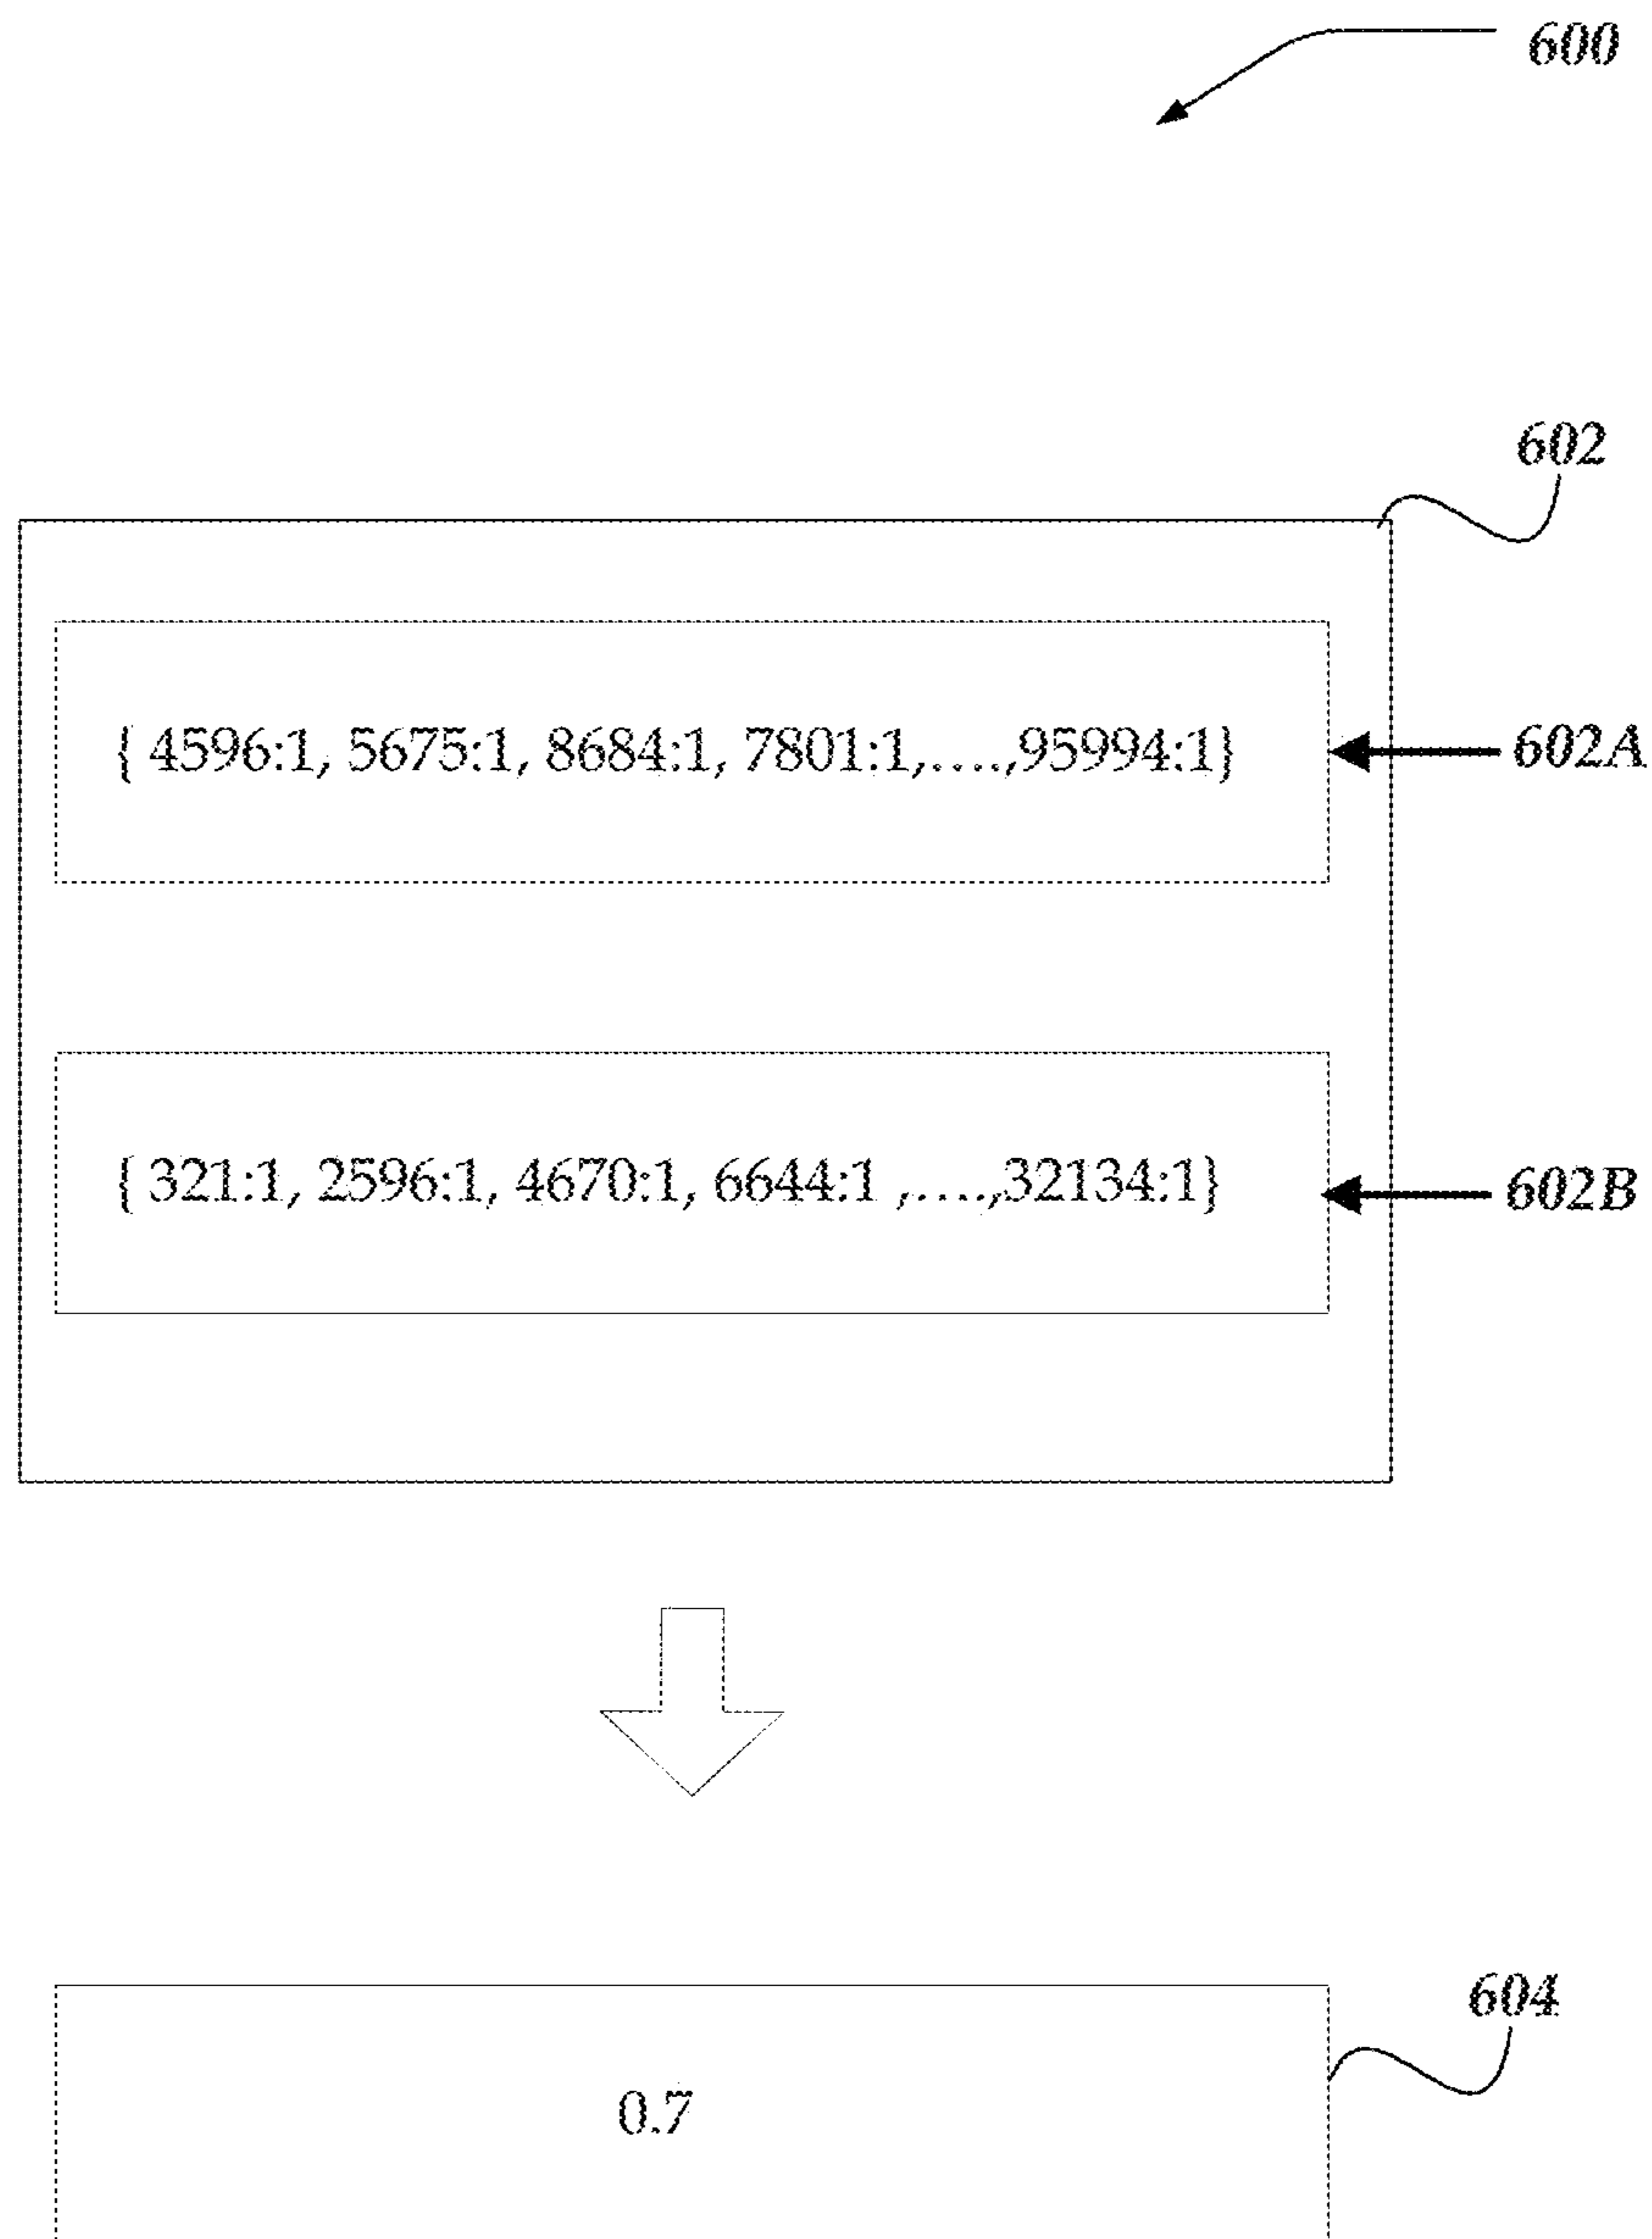 600
602
{ 4596:1, 5675:1, 8684:1, 7801:1,....,95994:1}
602A
{ 321:1, 2596:1, 4670:1, 6644:1 ,....,32134:1}
602B
604
0.7